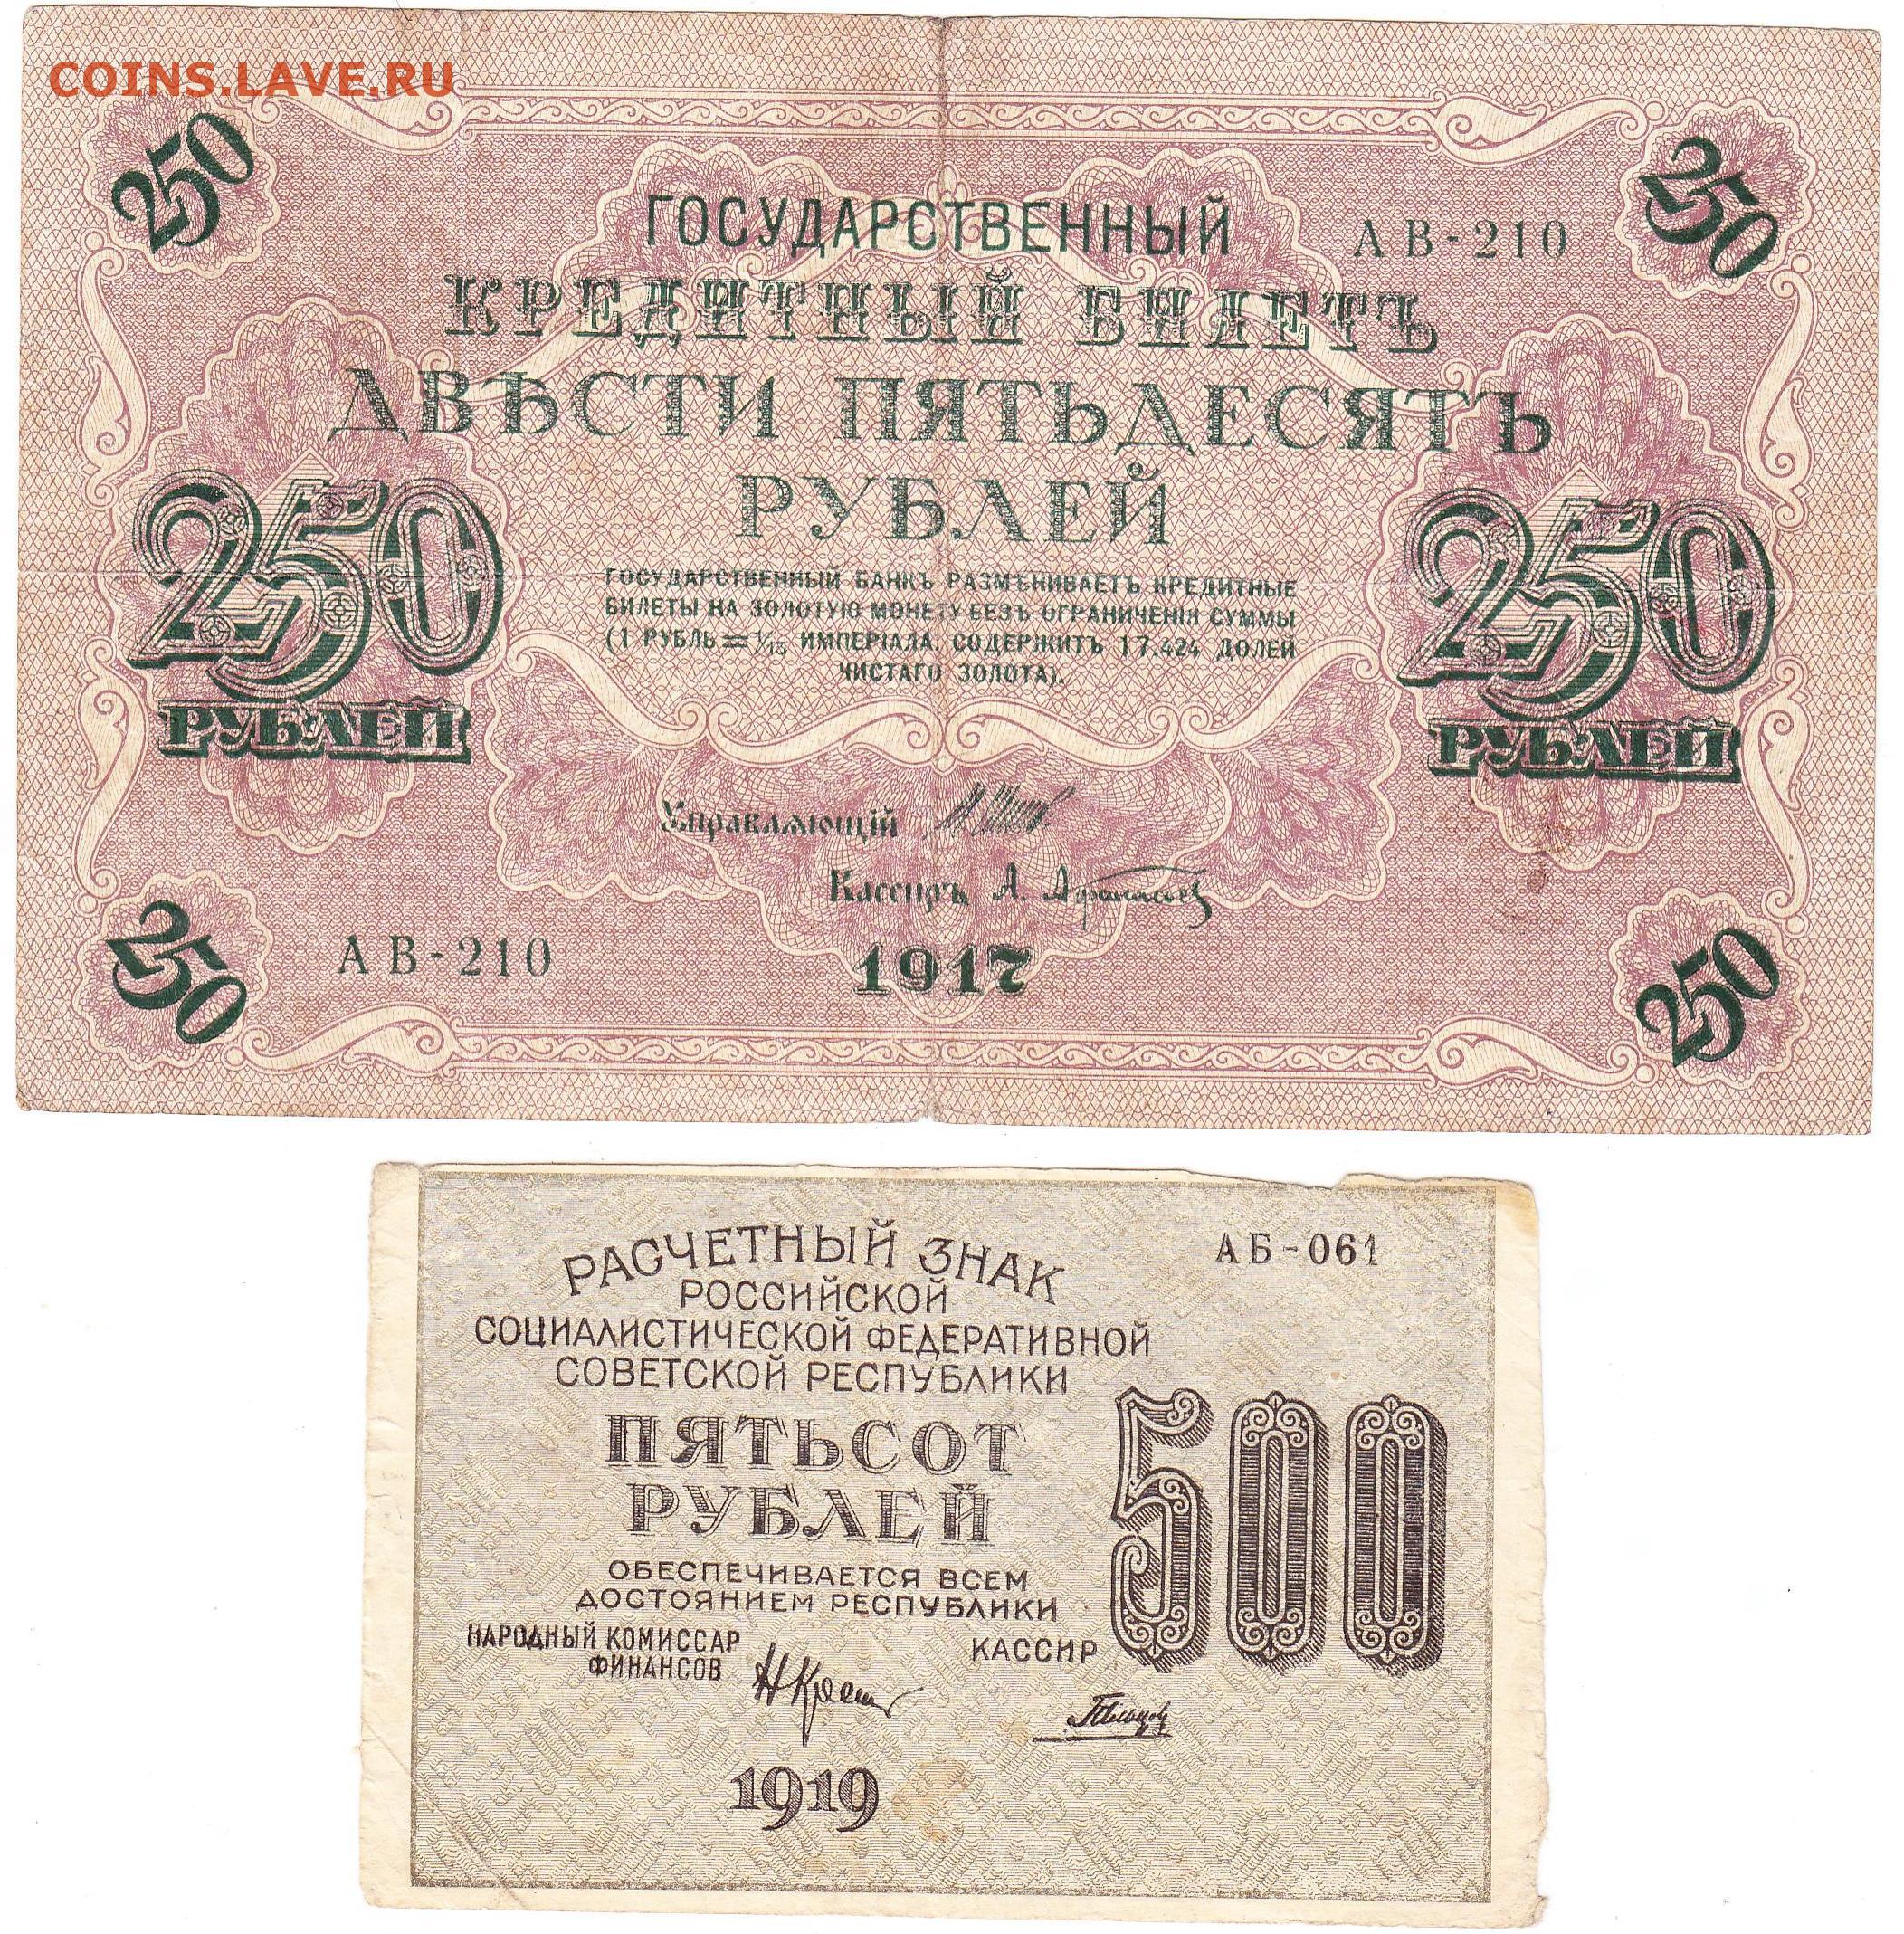 COINS.LAVE.RU
250
250
ГОСУДАРСТВЕННЫЙ
АВ-210
КРЕДИТНЫЙ БИЛЕТЪ
ДВѢСТИ ПЯТЬДЕСЯТЪ
РУБЛЕЙ
250
РУБЛЕЙ
ГОСУДАРСТВЕННЫЙ БАНКЪ РАЗМѢНИВАЕТЪ КРЕДИТНЫЕ
БИЛЕТЫ НА ЗОЛОТУЮ МОНЕТУ БЕЗЪ ОГРАНИЧЕНІЯ СУММЫ
(1 РУБЛЬ = 1/15 ИМПЕРІАЛА, СОДЕРЖИТЪ 17.424 ДОЛЕЙ
ЧИСТАГО ЗОЛОТА).
250
РУБЛЕЙ
Управляющій
Кассиръ А. Афанасьев
АВ-210
1917
250
250
РАСЧЕТНЫЙ ЗНАК
АБ-061
РОССИЙСКОЙ
СОЦИАЛИСТИЧЕСКОЙ ФЕДЕРАТИВНОЙ
СОВЕТСКОЙ РЕСПУБЛИКИ
ПЯТЬСОТ
РУБЛЕЙ
500
ОБЕСПЕЧИВАЕТСЯ ВСЕМ
ДОСТОЯНИЕМ РЕСПУБЛИКИ
НАРОДНЫЙ КОМИССАР
ФИНАНСОВ
КАССИР
1919